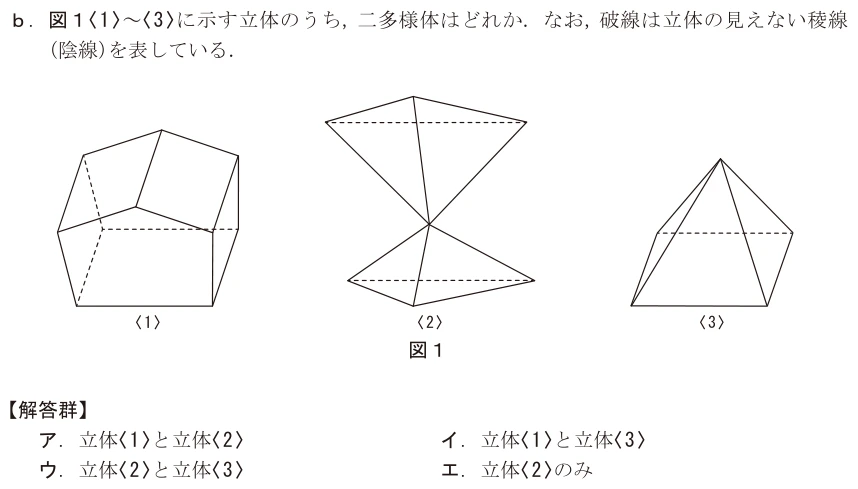 b．図1〈1〉～〈3〉に示す立体のうち，二多様体はどれか．なお，破線は立体の見えない稜線
（陰線）を表している．
〈1〉
〈2〉
〈3〉
図1
【解答群】
ア．立体〈1〉と立体〈2〉
イ．立体〈1〉と立体〈3〉
ウ．立体〈2〉と立体〈3〉
エ．立体〈2〉のみ